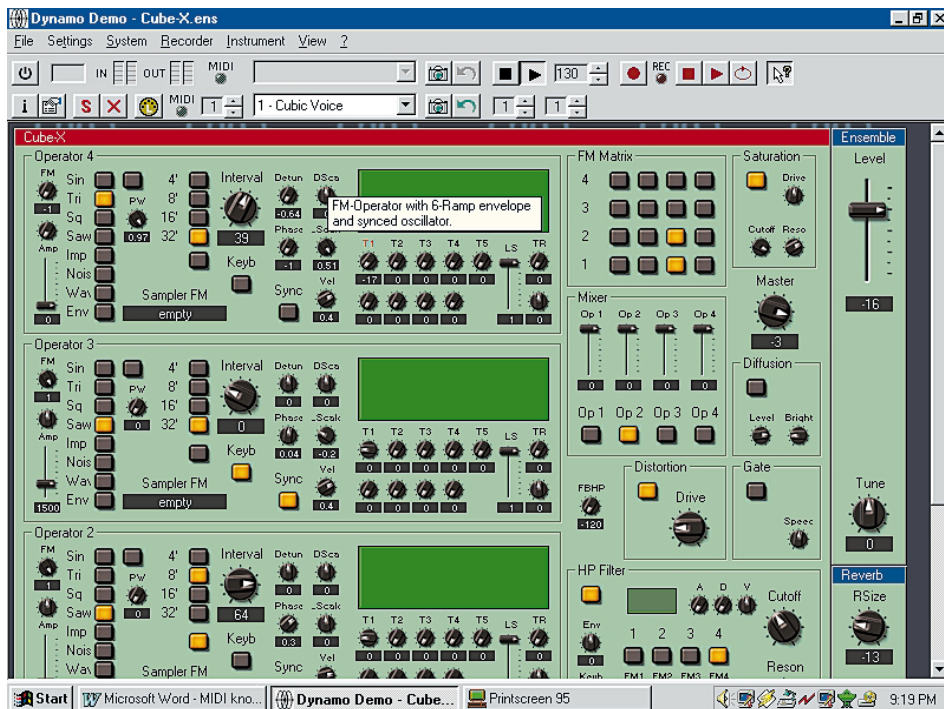 Dynamo Demo - Cube-X.ens
File Settings System Recorder Instrument View ?
IN OUT MIDI 130 REC
i S MIDI 1 1 - Cubic Voice 1 1
Cube-X
Ensemble
Operator 4
FM Sin 4' Interval Detun DSca
-1 Tri PW 8' -0.64
Sq 16' Phase _Scak
Amp Saw 0.97 32' 39 -1 0.51
Imp Keyb Vel
Nois Sync 0.4
Wav Sampler FM
0 Env empty
FM-Operator with 6-Ramp envelope
and synced oscillator.
T1 T2 T3 T4 T5 LS TR
-17 0 0 0 0 0
0 0 0 0 1 0
Operator 3
FM Sin 4' Interval Detun DSca
1 Tri PW 8' 0 0
Sq 16' Phase _Scak
Amp Saw 0 32' 0 0.04 -0.2
Imp Keyb Vel
Nois Sync 0.4
Wav Sampler FM
1500 Env empty
T1 T2 T3 T4 T5 LS TR
0 0 0 0 0 0
0 0 0 0 1 0
Operator 2
FM Sin 4' Interval Detun DSca
1 Tri PW 8' 0 0
Sq 16' Phase _Scak
Amp Saw 0 32' 64 0.3 0
Imp Keyb Vel
Nois Sync
Wav Sampler FM
T1 T2 T3 T4 T5 LS TR
0 0 0 0 0 0
FM Matrix
4
3
2
1
Saturation
Drive
Cutoff Reso
Mixer
Op 1 Op 2 Op 3 Op 4
0 0 0 0
Op 1 Op 2 Op 3 Op 4
Master
-3
Diffusion
Level Bright
FBHP
-120
Distortion
Drive
Gate
Speec
HP Filter
A D V Cutoff
Env
0
1 2 3 4
Keyb FM1 FM2 FM3 FM4 Reson
Level
-16
Tune
0
Reverb
RSize
-13
Start Microsoft Word - MIDI kno... Dynamo Demo - Cube... Printscreen 95 9:19 PM